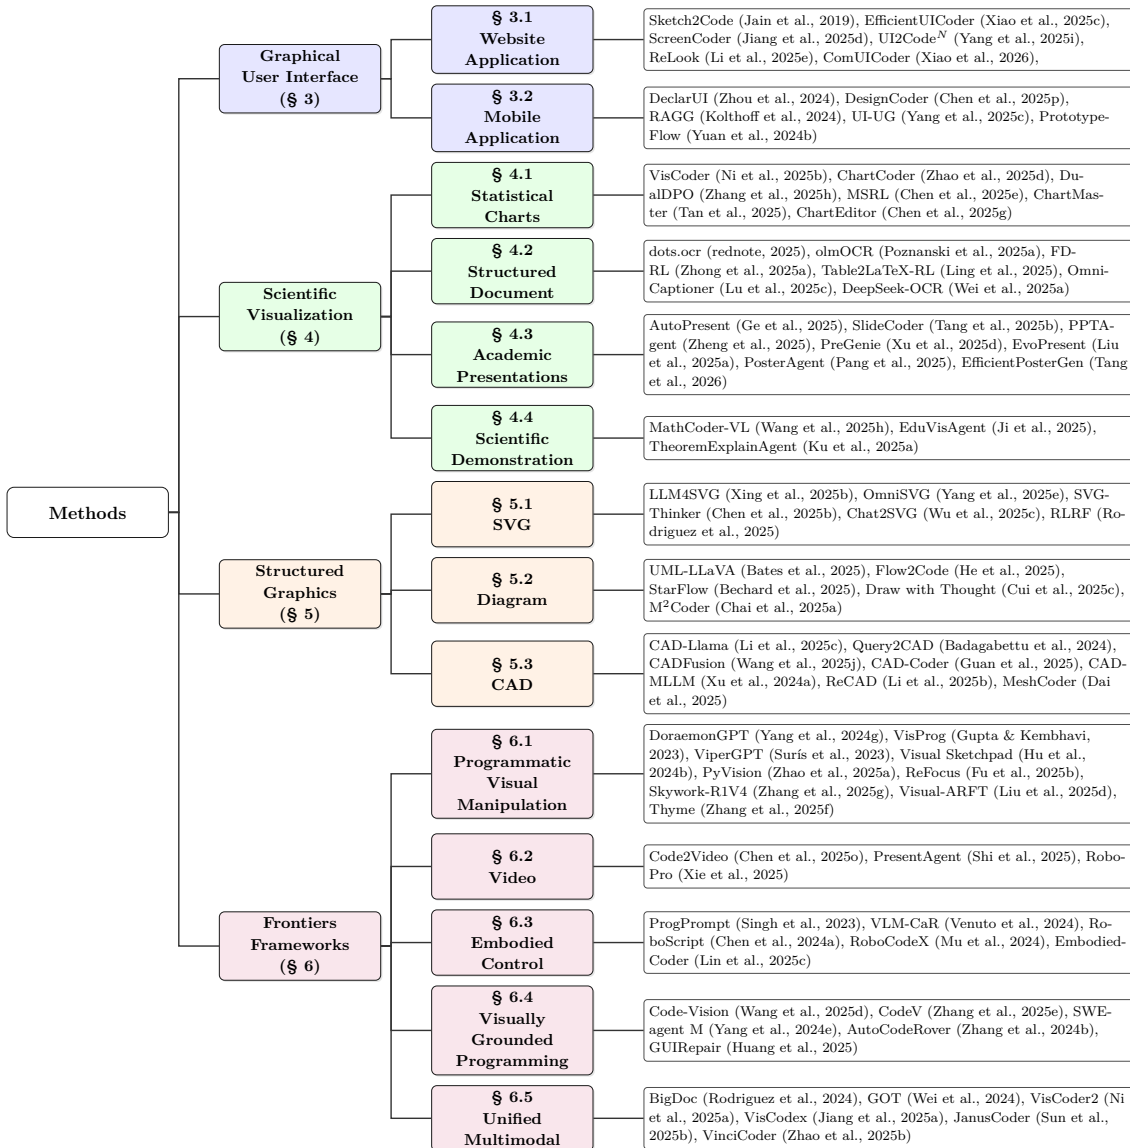 Methods
Graphical
User Interface
(§ 3)
§ 3.1
Website
Application
Sketch2Code (Jain et al., 2019), EfficientUICoder (Xiao et al., 2025c),
ScreenCoder (Jiang et al., 2025d), UI2Code^N (Yang et al., 2025i),
ReLook (Li et al., 2025e), ComUICoder (Xiao et al., 2026),
§ 3.2
Mobile
Application
DeclarUI (Zhou et al., 2024), DesignCoder (Chen et al., 2025p),
RAGG (Kolthoff et al., 2024), UI-UG (Yang et al., 2025c), Prototype-
Flow (Yuan et al., 2024b)
Scientific
Visualization
(§ 4)
§ 4.1
Statistical
Charts
VisCoder (Ni et al., 2025b), ChartCoder (Zhao et al., 2025d), Du-
alDPO (Zhang et al., 2025h), MSRL (Chen et al., 2025e), ChartMas-
ter (Tan et al., 2025), ChartEditor (Chen et al., 2025g)
§ 4.2
Structured
Document
dots.ocr (rednote, 2025), olmOCR (Poznanski et al., 2025a), FD-
RL (Zhong et al., 2025a), Table2LaTeX-RL (Ling et al., 2025), Omni-
Captioner (Lu et al., 2025c), DeepSeek-OCR (Wei et al., 2025a)
§ 4.3
Academic
Presentations
AutoPresent (Ge et al., 2025), SlideCoder (Tang et al., 2025b), PPTA-
gent (Zheng et al., 2025), PreGenie (Xu et al., 2025d), EvoPresent (Liu
et al., 2025a), PosterAgent (Pang et al., 2025), EfficientPosterGen (Tang
et al., 2026)
§ 4.4
Scientific
Demonstration
MathCoder-VL (Wang et al., 2025h), EduVisAgent (Ji et al., 2025),
TheoremExplainAgent (Ku et al., 2025a)
Structured
Graphics
(§ 5)
§ 5.1
SVG
LLM4SVG (Xing et al., 2025b), OmniSVG (Yang et al., 2025e), SVG-
Thinker (Chen et al., 2025b), Chat2SVG (Wu et al., 2025c), RLRF (Ro-
driguez et al., 2025)
§ 5.2
Diagram
UML-LLaVA (Bates et al., 2025), Flow2Code (He et al., 2025),
StarFlow (Bechard et al., 2025), Draw with Thought (Cui et al., 2025c),
M²Coder (Chai et al., 2025a)
§ 5.3
CAD
CAD-Llama (Li et al., 2025c), Query2CAD (Badagabettu et al., 2024),
CADFusion (Wang et al., 2025j), CAD-Coder (Guan et al., 2025), CAD-
MLLM (Xu et al., 2024a), ReCAD (Li et al., 2025b), MeshCoder (Dai
et al., 2025)
Frontiers
Frameworks
(§ 6)
§ 6.1
Programmatic
Visual
Manipulation
DoraemonGPT (Yang et al., 2024g), VisProg (Gupta & Kembhavi,
2023), ViperGPT (Surís et al., 2023), Visual Sketchpad (Hu et al.,
2024b), PyVision (Zhao et al., 2025a), ReFocus (Fu et al., 2025b),
Skywork-R1V4 (Zhang et al., 2025g), Visual-ARFT (Liu et al., 2025d),
Thyme (Zhang et al., 2025f)
§ 6.2
Video
Code2Video (Chen et al., 2025o), PresentAgent (Shi et al., 2025), Robo-
Pro (Xie et al., 2025)
§ 6.3
Embodied
Control
ProgPrompt (Singh et al., 2023), VLM-CaR (Venuto et al., 2024), Ro-
boScript (Chen et al., 2024a), RoboCodeX (Mu et al., 2024), Embodied-
Coder (Lin et al., 2025c)
§ 6.4
Visually
Grounded
Programming
Code-Vision (Wang et al., 2025d), CodeV (Zhang et al., 2025e), SWE-
agent M (Yang et al., 2024e), AutoCodeRover (Zhang et al., 2024b),
GUIRepair (Huang et al., 2025)
§ 6.5
Unified
Multimodal
BigDoc (Rodriguez et al., 2024), GOT (Wei et al., 2024), VisCoder2 (Ni
et al., 2025a), VisCodex (Jiang et al., 2025a), JanusCoder (Sun et al.,
2025b), VinciCoder (Zhao et al., 2025b)